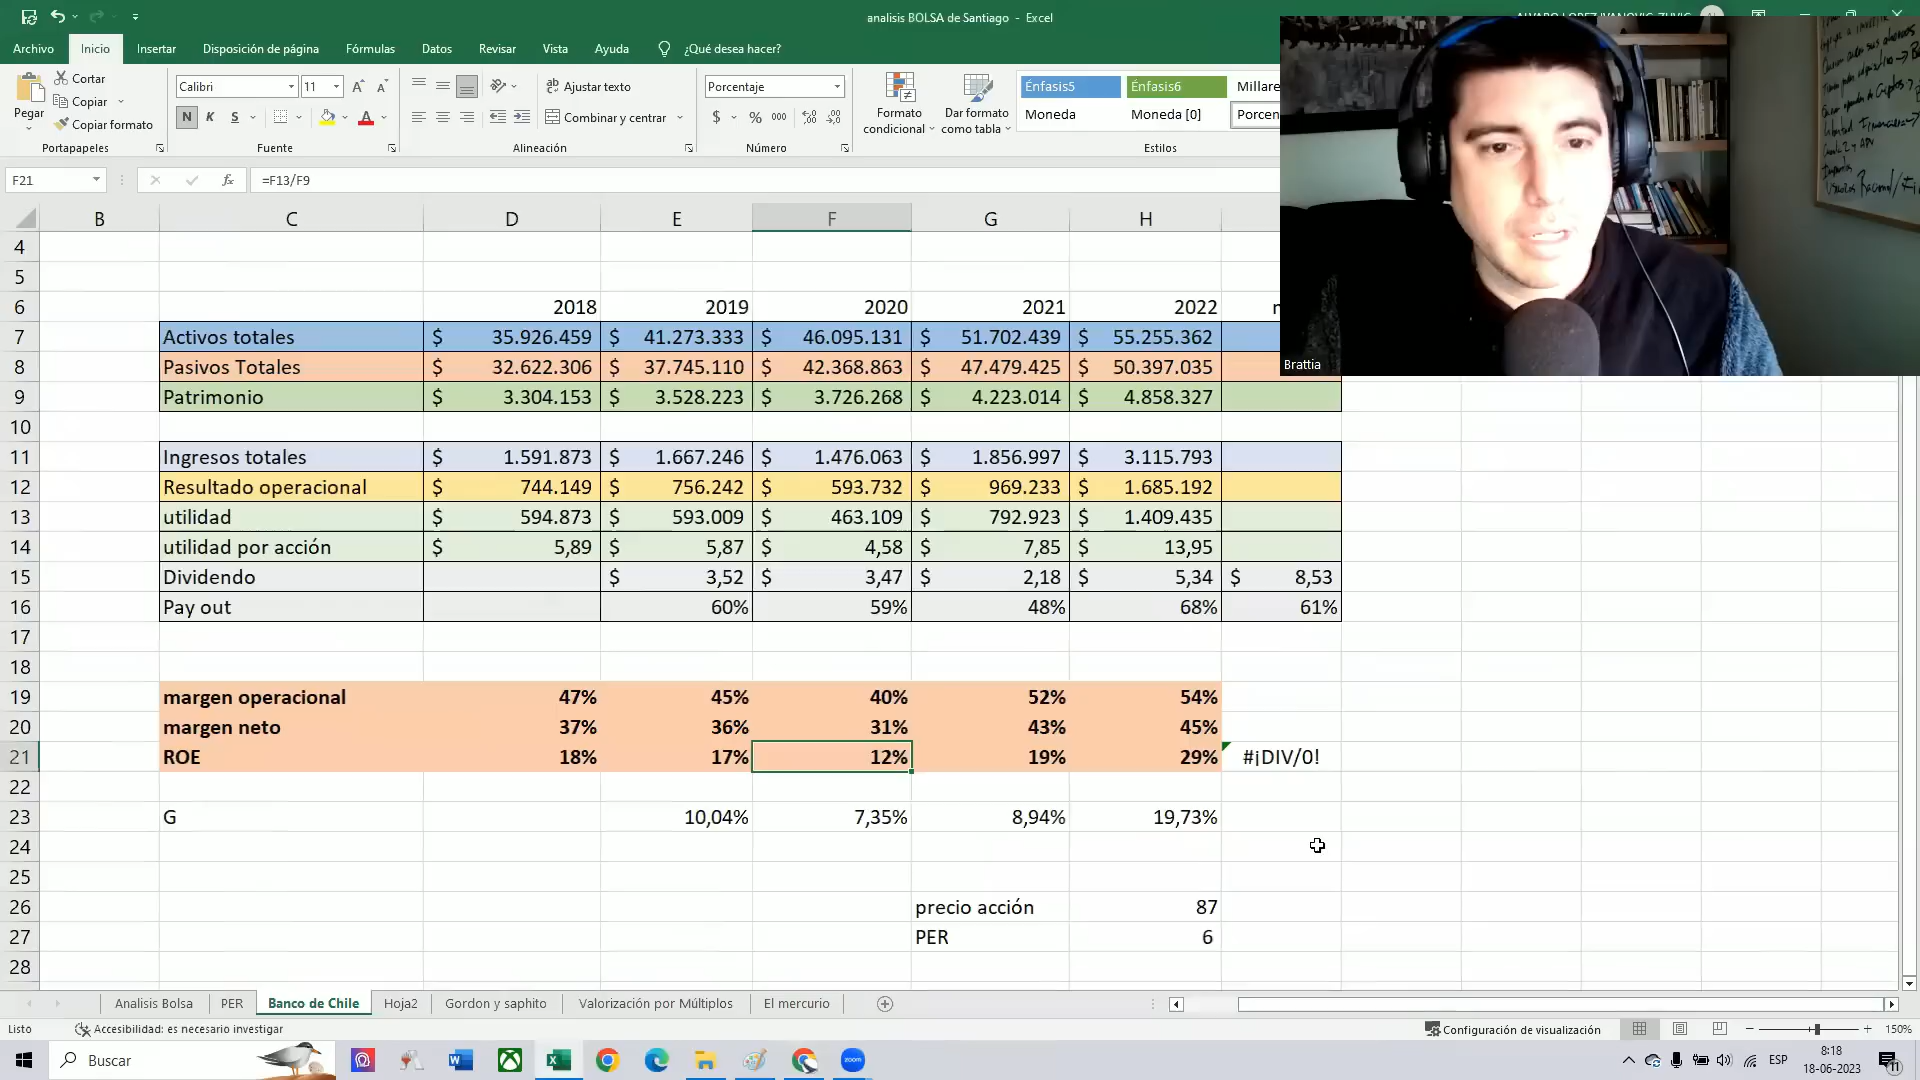 analisis BOLSA de Santiago - Excel
Archivo Inicio Insertar Disposición de página Fórmulas Datos Revisar Vista Ayuda ¿Qué desea hacer?
Cortar
Copiar
Copiar formato
Pegar
Portapapeles
Calibri 11
N K S
Fuente
Ajustar texto
Combinar y centrar
Alineación
Porcentaje
$ % 000
Número
Formato condicional
Dar formato como tabla
Énfasis5 Énfasis6 Millare
Moneda Moneda [0] Porcen
Estilos
F21 fx =F13/F9
B C D E F G H
4
5
6 2018 2019 2020 2021 2022
7 Activos totales $ 35.926.459 $ 41.273.333 $ 46.095.131 $ 51.702.439 $ 55.255.362
8 Pasivos Totales $ 32.622.306 $ 37.745.110 $ 42.368.863 $ 47.479.425 $ 50.397.035
9 Patrimonio $ 3.304.153 $ 3.528.223 $ 3.726.268 $ 4.223.014 $ 4.858.327
10
11 Ingresos totales $ 1.591.873 $ 1.667.246 $ 1.476.063 $ 1.856.997 $ 3.115.793
12 Resultado operacional $ 744.149 $ 756.242 $ 593.732 $ 969.233 $ 1.685.192
13 utilidad $ 594.873 $ 593.009 $ 463.109 $ 792.923 $ 1.409.435
14 utilidad por acción $ 5,89 $ 5,87 $ 4,58 $ 7,85 $ 13,95
15 Dividendo $ 3,52 $ 3,47 $ 2,18 $ 5,34 $ 8,53
16 Pay out 60% 59% 48% 68% 61%
17
18
19 margen operacional 47% 45% 40% 52% 54%
20 margen neto 37% 36% 31% 43% 45%
21 ROE 18% 17% 12% 19% 29% #¡DIV/0!
22
23 G 10,04% 7,35% 8,94% 19,73%
24
25
26 precio acción 87
27 PER 6
28
Brattia
Analisis Bolsa PER Banco de Chile Hoja2 Gordon y saphito Valorización por Múltiplos El mercurio
Listo Accesibilidad: es necesario investigar Configuración de visualización 150%
Buscar
zoom
ESP
8:18
18-06-2023